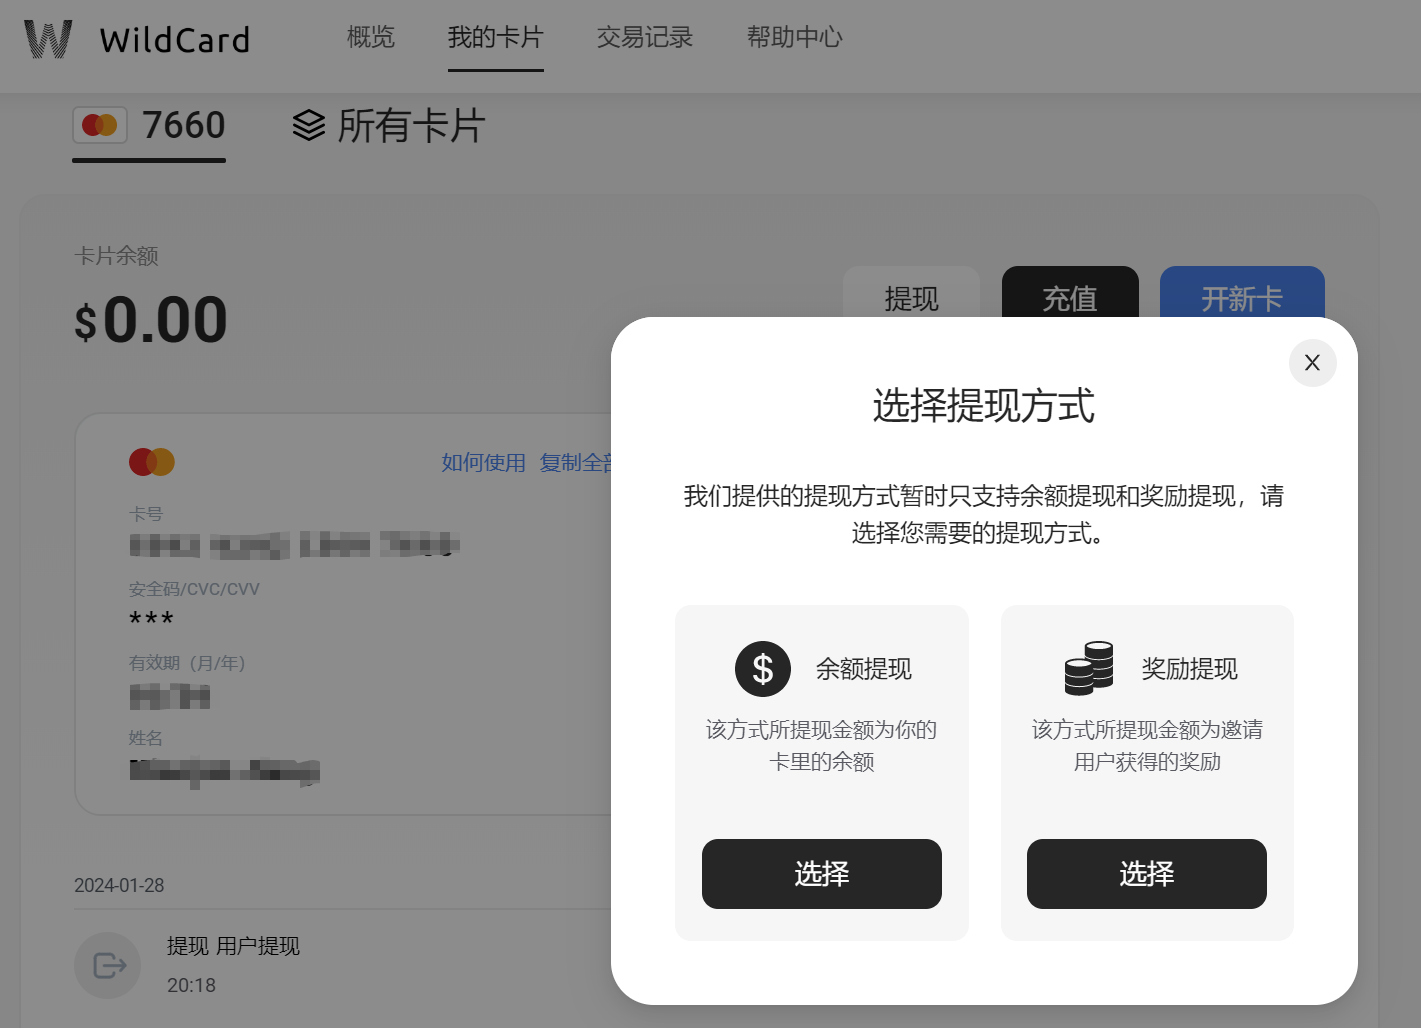 WildCard
概览
我的卡片
交易记录
帮助中心
7660
所有卡片
卡片余额
$0.00
提现
充值
开新卡
如何使用 复制全部
卡号
安全码/CVC/CVV
***
有效期（月/年）
姓名
2024-01-28
提现 用户提现
20:18
X
选择提现方式
我们提供的提现方式暂时只支持余额提现和奖励提现，请
选择您需要的提现方式。
$
余额提现
该方式所提现金额为你的
卡里的余额
选择
奖励提现
该方式所提现金额为邀请
用户获得的奖励
选择